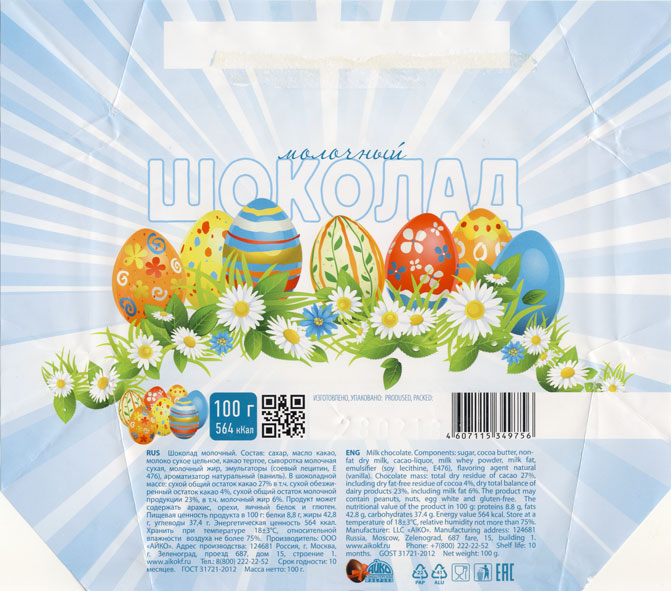 молочный
ШОКОЛАД
100 г
564 кКал
ИЗГОТОВЛЕНО, УПАКОВАНО: PRODUSED, PACKED:
4 607115 349756
RUS Шоколад молочный. Состав: сахар, масло какао,
молоко сухое цельное, какао тертое, сыворотка молочная
сухая, молочный жир, эмульгаторы (соевый лецитин, Е
476), ароматизатор натуральный (ванилин). В шоколадной
массе: сухой общий остаток какао 27% в т.ч. сухой обезжи-
ренный остаток какао 4%, сухой общий остаток молочной
продукции 23%, в т.ч. молочный жир 6%. Продукт может
содержать арахис, орехи, яичный белок и глютен.
Пищевая ценность продукта в 100 г: белки 8,8 г, жиры 42,8
г, углеводы 37,4 г. Энергетическая ценность 564 ккал.
Хранить при температуре 18±3°С, относительной
влажности воздуха не более 75%. Производитель: ООО
«АЙКО». Адрес производства: 124681 Россия, г. Москва,
г. Зеленоград, проезд 687, дом 15, строение 1.
www.aikokf.ru Тел.: 8(800) 222-22-52 Срок годности: 10
месяцев. ГОСТ 31721-2012 Масса нетто: 100 г.
ENG Milk chocolate. Components: sugar, cocoa butter, non-
fat dry milk, cacao-liquor, milk whey powder, milk fat,
emulsifier (soy lecithine, E476), flavoring agent natural
(vanilla). Chocolate mass: total dry residue of cacao 27%,
including dry fat-free residue of cocoa 4%, dry total balance of
dairy products 23%, including milk fat 6%. The product may
contain peanuts, nuts, egg white and gluten-free. The
nutritional value of the product in 100 g: proteins 8.8 g, fats
42.8 g, carbohydrates 37.4 g. Energy value 564 kcal. Store at a
temperature of 18±3°C, relative humidity not more than 75%.
Manufacturer: LLC «АIКО». Manufacturing address: 124681
Russia, Moscow, Zelenograd, 687 fare, 15, building 1.
www.aikokf.ru Phone: +7(800) 222-22-52 Shelf life: 10
months. GOST 31721-2012 Net weight: 100 g.
АЙКО
PAP
ALU
EAC